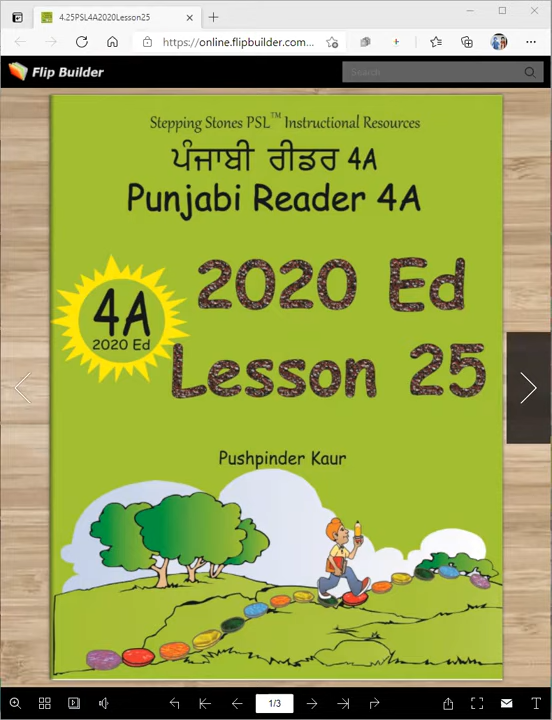 4.25PSL4A2020Lesson25
https://online.flipbuilder.com...
Flip Builder
Search
Stepping Stones PSL™ Instructional Resources
ਪੰਜਾਬੀ ਰੀਡਰ 4A
Punjabi Reader 4A
2020 Ed
4A
2020 Ed
Lesson 25
Pushpinder Kaur
1/3